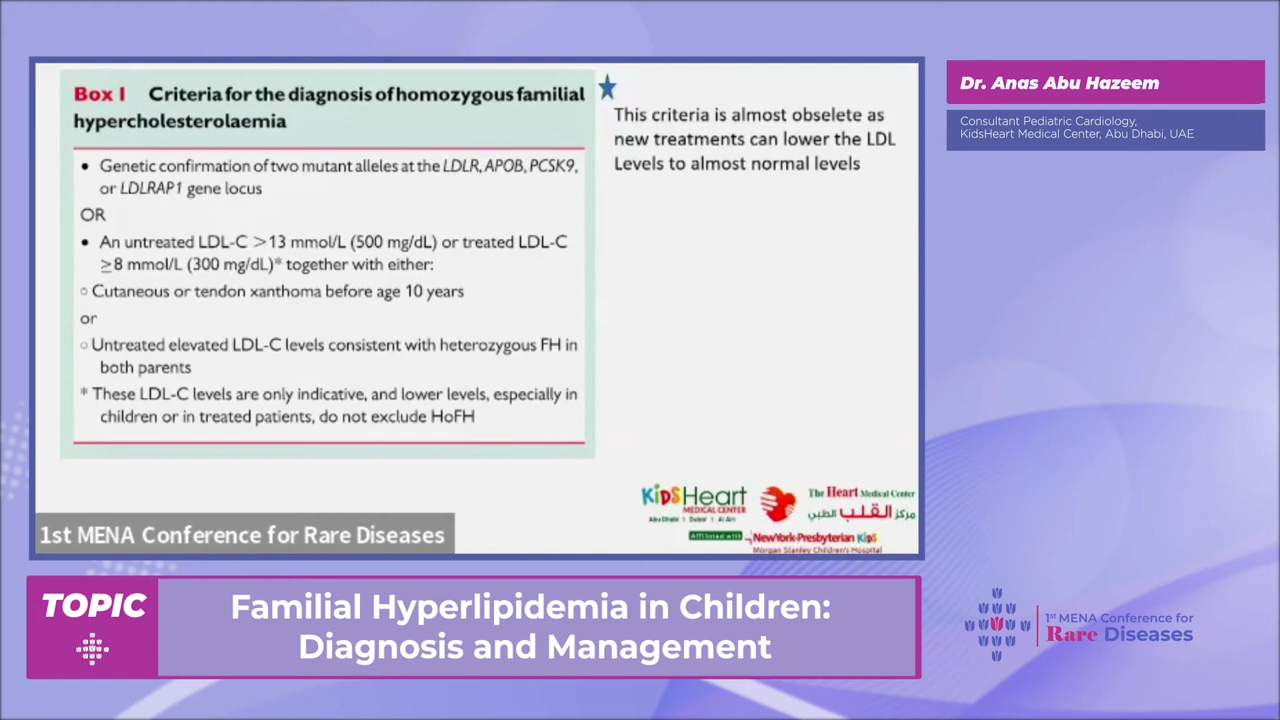 Box 1 Criteria for the diagnosis of homozygous familial
hypercholesterolaemia
• Genetic confirmation of two mutant alleles at the LDLR, APOB, PCSK9,
or LDLRAP1 gene locus
OR
• An untreated LDL-C >13 mmol/L (500 mg/dL) or treated LDL-C
≥8 mmol/L (300 mg/dL)* together with either:
○ Cutaneous or tendon xanthoma before age 10 years
or
○ Untreated elevated LDL-C levels consistent with heterozygous FH in
both parents
* These LDL-C levels are only indicative, and lower levels, especially in
children or in treated patients, do not exclude HoFH
This criteria is almost obselete as
new treatments can lower the LDL
Levels to almost normal levels
KiDSHeart
MEDICAL CENTER
Abu Dhabi | Dubai | Al Ain
The Heart Medical Center
مركز القلب الطبي
Affiliated with
NewYork-Presbyterian Kids
Morgan Stanley Children's Hospital
1st MENA Conference for Rare Diseases
Dr. Anas Abu Hazeem
Consultant Pediatric Cardiology,
KidsHeart Medical Center, Abu Dhabi, UAE
TOPIC
Familial Hyperlipidemia in Children:
Diagnosis and Management
1st MENA Conference for
Rare Diseases